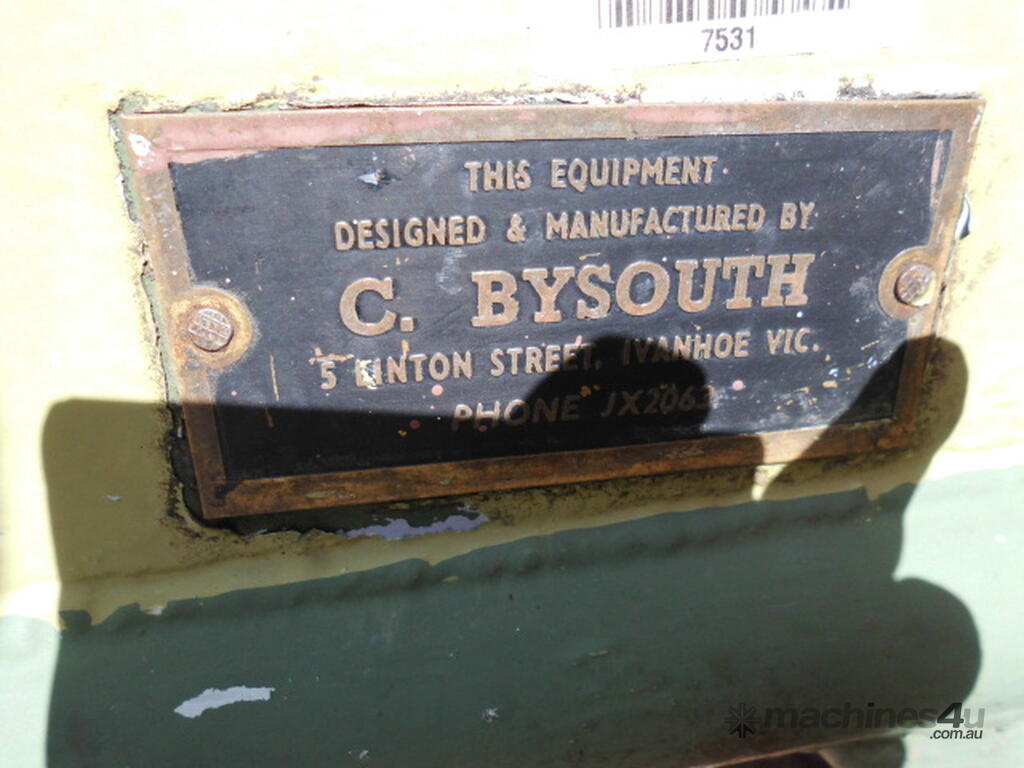 7531
THIS EQUIPMENT
DESIGNED & MANUFACTURED BY
C. BYSOUTH
5 LINTON STREET, IVANHOE VIC.
PHONE JX2063
machines4u
.com.au